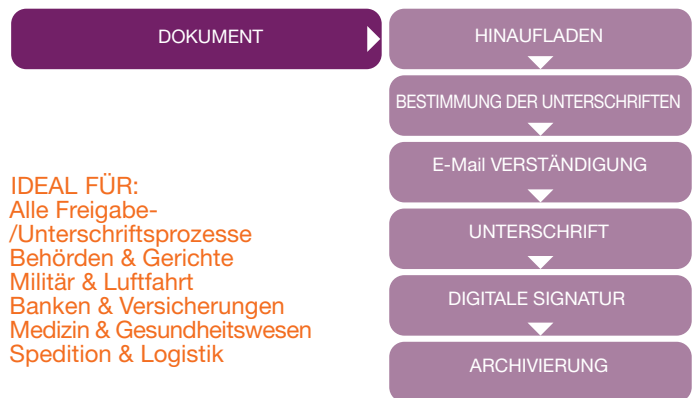 DOKUMENT
HINAUFLADEN
BESTIMMUNG DER UNTERSCHRIFTEN
E-Mail VERSTÄNDIGUNG
UNTERSCHRIFT
DIGITALE SIGNATUR
ARCHIVIERUNG
IDEAL FÜR:
Alle Freigabe-
/Unterschriftsprozesse
Behörden & Gerichte
Militär & Luftfahrt
Banken & Versicherungen
Medizin & Gesundheitswesen
Spedition & Logistik